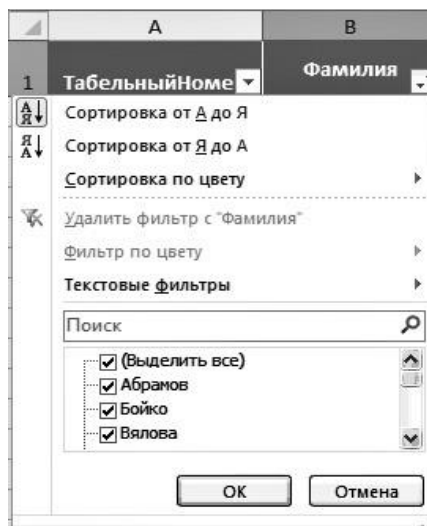 A B
1 ТабельныйНоме Фамилия
А Я Сортировка от А до Я
Я А Сортировка от Я до А
Сортировка по цвету
Удалить фильтр с "Фамилия"
Фильтр по цвету
Текстовые фильтры
Поиск
(Выделить все)
Абрамов
Бойко
Вялова
ОК Отмена